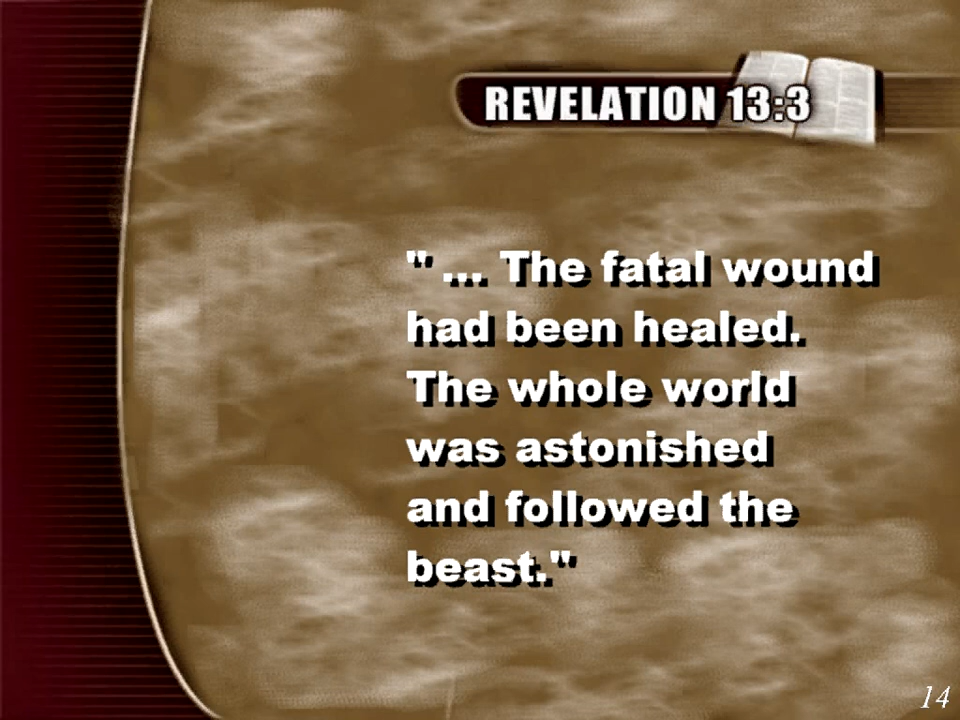 REVELATION 13:3
" ... The fatal wound
had been healed.
The whole world
was astonished
and followed the
beast."
14